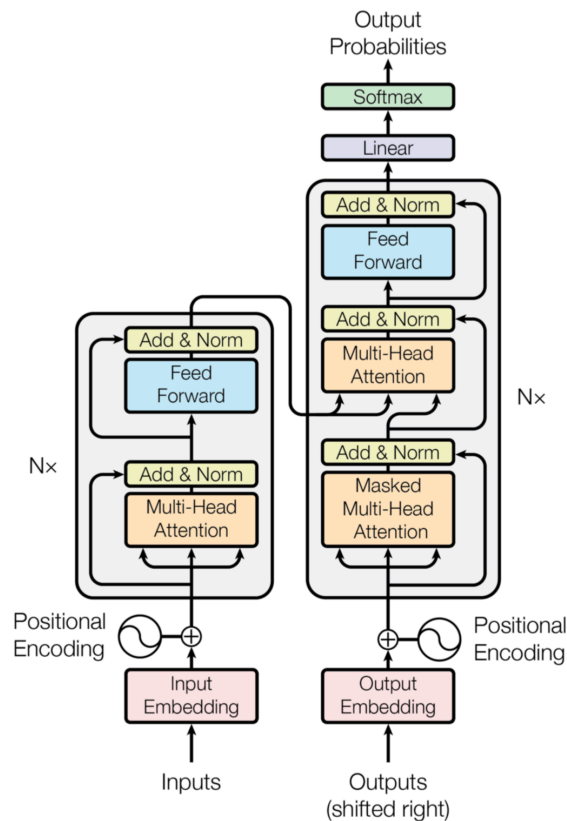 Output
Probabilities
Softmax
Linear
Add & Norm
Feed
Forward
Add & Norm
Multi-Head
Attention
Add & Norm
Masked
Multi-Head
Attention
N×
Add & Norm
Feed
Forward
Add & Norm
Multi-Head
Attention
N×
Positional
Encoding
Positional
Encoding
Input
Embedding
Output
Embedding
Inputs
Outputs
(shifted right)